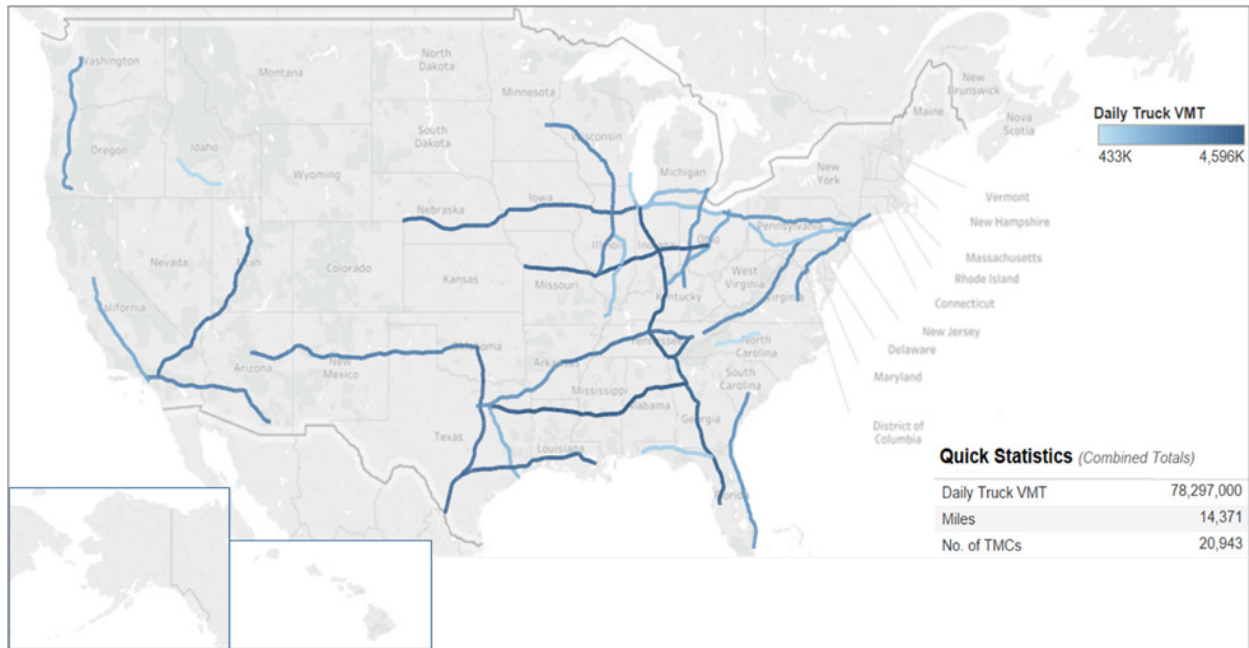 Washington
Montana
North
Dakota
Minnesota
Oregon
Idaho
South
Dakota
Wisconsin
Michigan
Wyoming
Nebraska
Iowa
New
York
Maine
New
Brunswick
Nova
Scotia
Nevada
Utah
Colorado
Kansas
Missouri
Illinois
Indiana
Ohio
Pennsylvania
West
Virginia
Virginia
Kentucky
California
Arizona
New
Mexico
Oklahoma
Arkansas
Tennessee
North
Carolina
South
Carolina
Mississippi
Alabama
Georgia
Texas
Louisiana
Florida
Vermont
New Hampshire
Massachusetts
Rhode Island
Connecticut
New Jersey
Delaware
Maryland
District of
Columbia
Daily Truck VMT
433K 4,596K
Quick Statistics (Combined Totals)
Daily Truck VMT 78,297,000
Miles 14,371
No. of TMCs 20,943